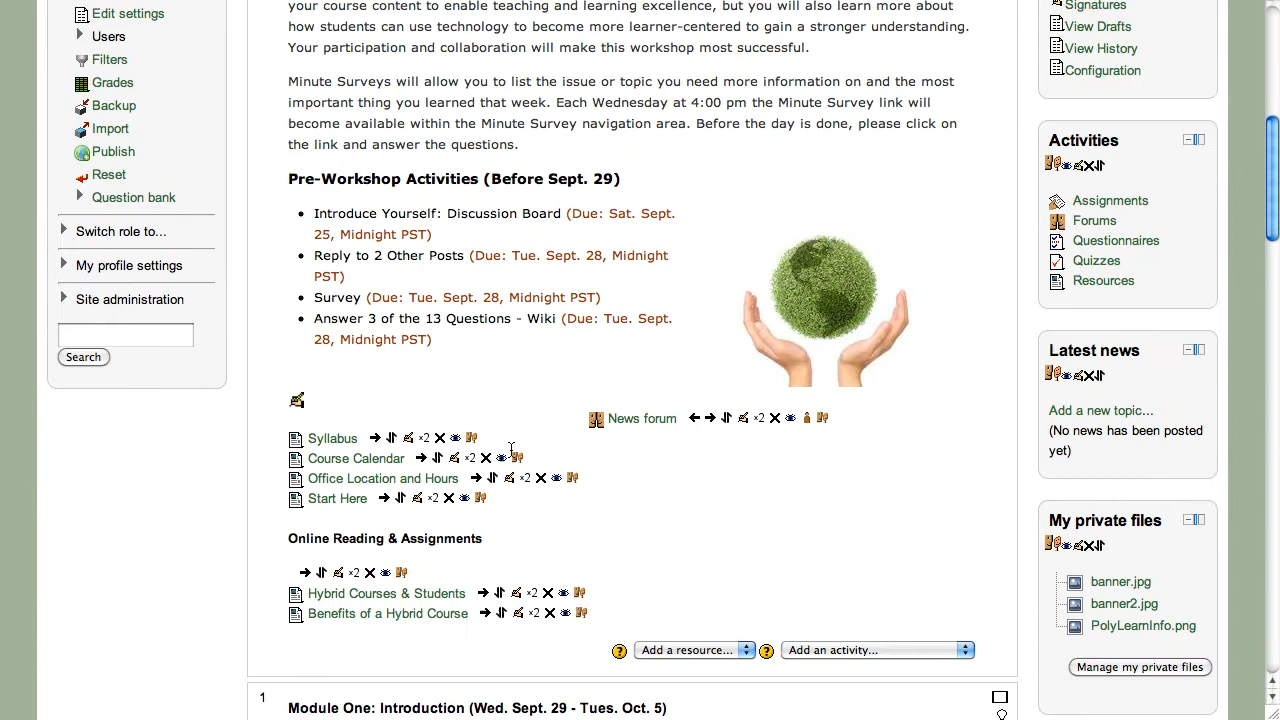 Edit settings
Users
Filters
Grades
Backup
Import
Publish
Reset
Question bank
Switch role to...
My profile settings
Site administration
Search
your course content to enable teaching and learning excellence, but you will also learn more about
how students can use technology to become more learner-centered to gain a stronger understanding.
Your participation and collaboration will make this workshop most successful.
Minute Surveys will allow you to list the issue or topic you need more information on and the most
important thing you learned that week. Each Wednesday at 4:00 pm the Minute Survey link will
become available within the Minute Survey navigation area. Before the day is done, please click on
the link and answer the questions.
Pre-Workshop Activities (Before Sept. 29)
Introduce Yourself: Discussion Board (Due: Sat. Sept.
25, Midnight PST)
Reply to 2 Other Posts (Due: Tue. Sept. 28, Midnight
PST)
Survey (Due: Tue. Sept. 28, Midnight PST)
Answer 3 of the 13 Questions - Wiki (Due: Tue. Sept.
28, Midnight PST)
News forum ×2
Syllabus ×2
Course Calendar ×2
Office Location and Hours ×2
Start Here ×2
Online Reading & Assignments
×2
Hybrid Courses & Students ×2
Benefits of a Hybrid Course ×2
? Add a resource... ? Add an activity...
1
Module One: Introduction (Wed. Sept. 29 - Tues. Oct. 5)
Signatures
View Drafts
View History
Configuration
Activities
Assignments
Forums
Questionnaires
Quizzes
Resources
Latest news
Add a new topic...
(No news has been posted
yet)
My private files
banner.jpg
banner2.jpg
PolyLearnInfo.png
Manage my private files